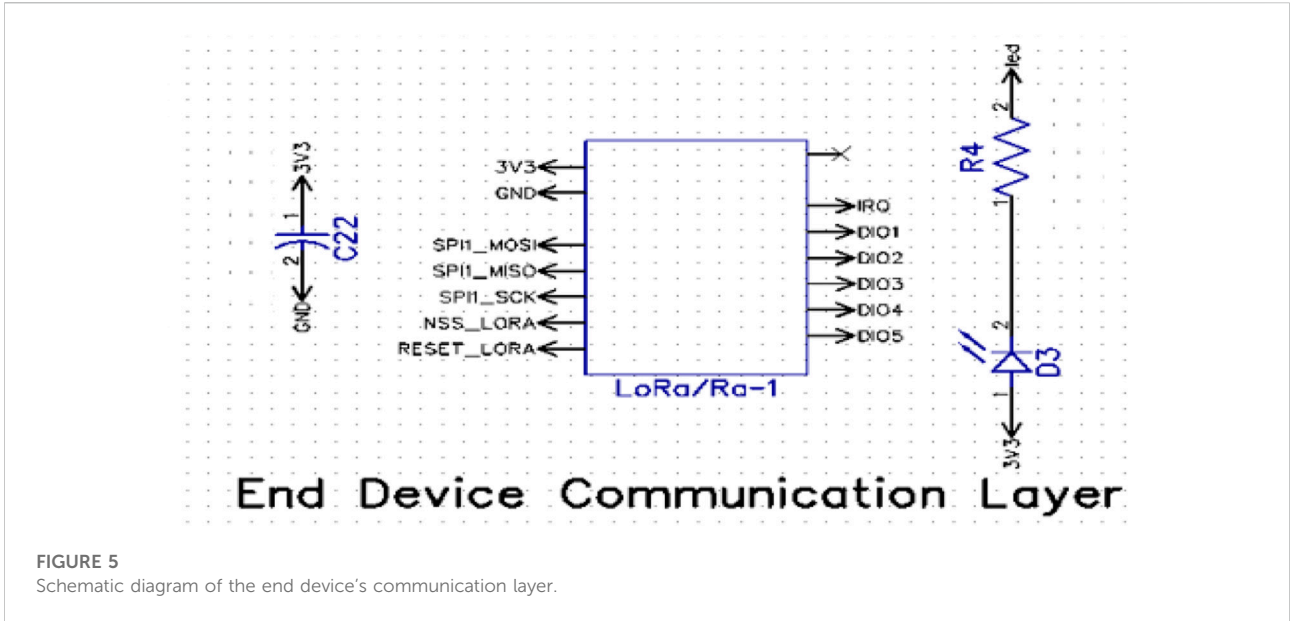 3V3
1
C22
2
GND
3V3
GND
SPI1_MOSI
SPI1_MISO
SPI1_SCK
NSS_LORA
RESET_LORA
IRQ
DIO1
DIO2
DIO3
DIO4
DIO5
LoRa/Ra-1
led
2
R4
1
2
D3
1
3V3
End Device Communication Layer
FIGURE 5
Schematic diagram of the end device's communication layer.